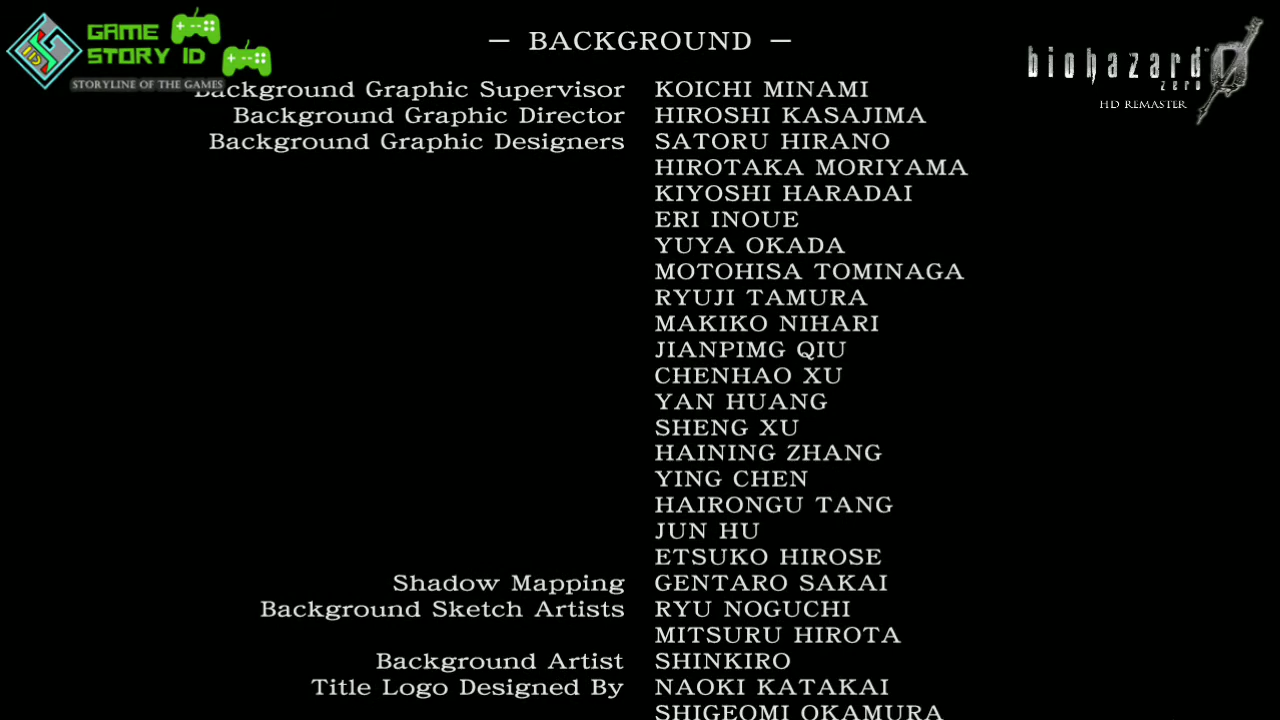 GAME
STORY ID
STORYLINE OF THE GAMES
biohazard
zero
HD REMASTER
— BACKGROUND —
Background Graphic Supervisor KOICHI MINAMI
Background Graphic Director HIROSHI KASAJIMA
Background Graphic Designers SATORU HIRANO
HIROTAKA MORIYAMA
KIYOSHI HARADAI
ERI INOUE
YUYA OKADA
MOTOHISA TOMINAGA
RYUJI TAMURA
MAKIKO NIHARI
JIANPIMG QIU
CHENHAO XU
YAN HUANG
SHENG XU
HAINING ZHANG
YING CHEN
HAIRONGU TANG
JUN HU
ETSUKO HIROSE
Shadow Mapping GENTARO SAKAI
Background Sketch Artists RYU NOGUCHI
MITSURU HIROTA
Background Artist SHINKIRO
Title Logo Designed By NAOKI KATAKAI
SHIGEOMI OKAMURA